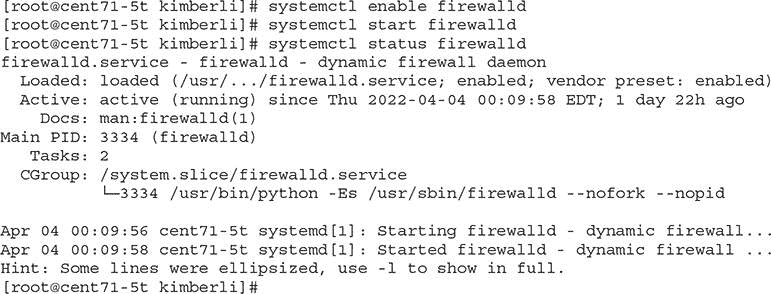 [root@cent71-5t kimberli]# systemctl enable firewalld
[root@cent71-5t kimberli]# systemctl start firewalld
[root@cent71-5t kimberli]# systemctl status firewalld
firewalld.service - firewalld - dynamic firewall daemon
  Loaded: loaded (/usr/.../firewalld.service; enabled; vendor preset: enabled)
  Active: active (running) since Thu 2022-04-04 00:09:58 EDT; 1 day 22h ago
    Docs: man:firewalld(1)
Main PID: 3334 (firewalld)
   Tasks: 2
  CGroup: /system.slice/firewalld.service
          └─3334 /usr/bin/python -Es /usr/sbin/firewalld --nofork --nopid

Apr 04 00:09:56 cent71-5t systemd[1]: Starting firewalld - dynamic firewall...
Apr 04 00:09:58 cent71-5t systemd[1]: Started firewalld - dynamic firewall ...
Hint: Some lines were ellipsized, use -l to show in full.
[root@cent71-5t kimberli]#